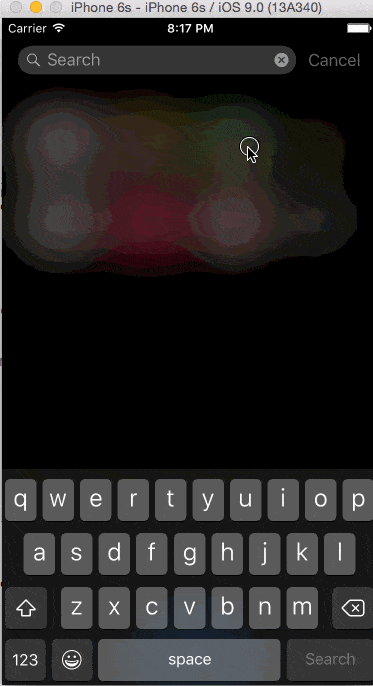 iPhone 6s - iPhone 6s / iOS 9.0 (13A340)
Carrier 8:17 PM
Search Cancel
q w e r t y u i o p
a s d f g h j k l
z x c v b n m
123 space Search